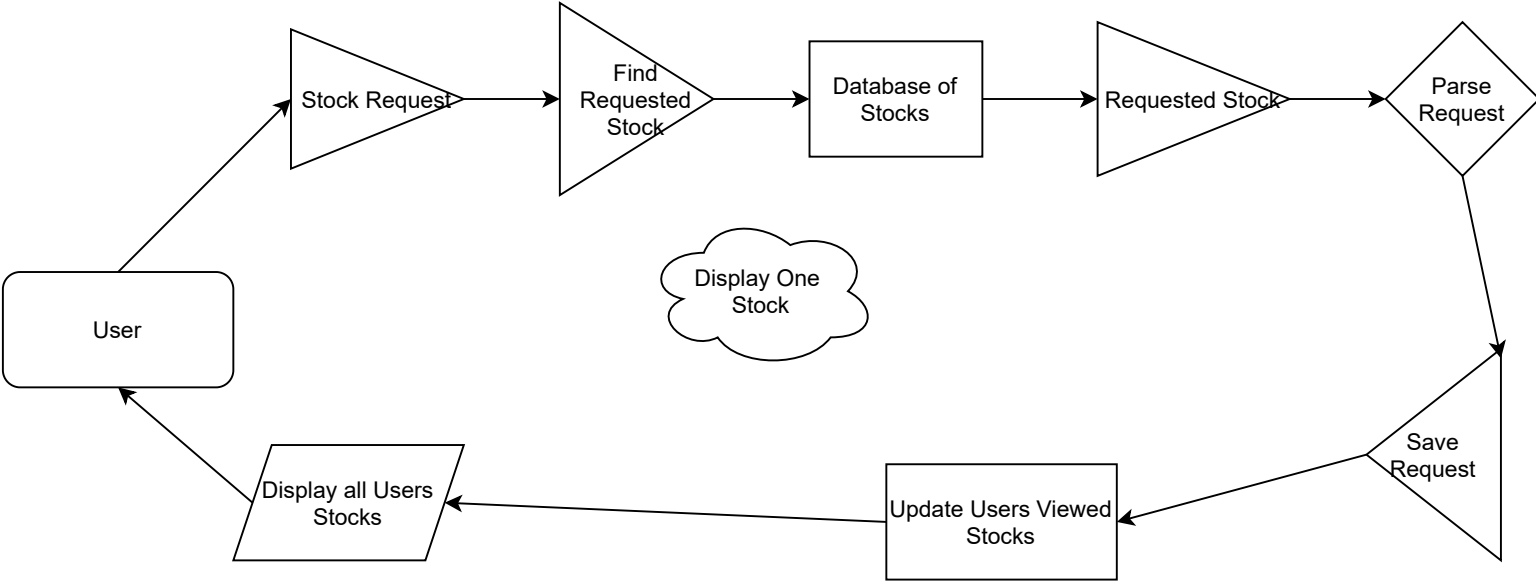 Stock Request
Find
Requested
Stock
Database of
Stocks
Requested Stock
Parse
Request
Display One
Stock
User
Save
Request
Display all Users
Stocks
Update Users Viewed
Stocks